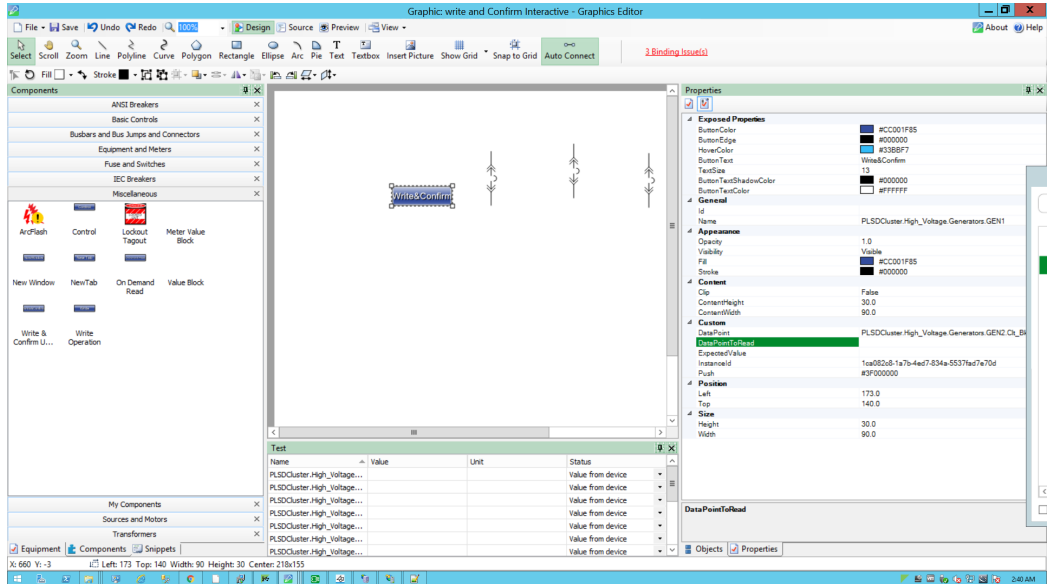 Graphic: write and Confirm Interactive - Graphics Editor
File Save Undo Redo 100% Design Source Preview View About Help
Select Scroll Zoom Line Polyline Curve Polygon Rectangle Ellipse Arc Pie Text Textbox Insert Picture Show Grid Snap to Grid Auto Connect 3 Binding Issue(s)
Fill Stroke
Components
ANSI Breakers
Basic Controls
Busbars and Bus Jumps and Connectors
Equipment and Meters
Fuse and Switches
IEC Breakers
Miscellaneous
ArcFlash Control Lockout Tagout Meter Value Block
New Window NewTab On Demand Read Value Block
Write & Confirm U... Write Operation
My Components
Sources and Motors
Transformers
Equipment Components Snippets
Write&Confirm
Test
Name Value Unit Status
PLSDCluster.High_Voltage... Value from device
PLSDCluster.High_Voltage... Value from device
PLSDCluster.High_Voltage... Value from device
PLSDCluster.High_Voltage... Value from device
PLSDCluster.High_Voltage... Value from device
PLSDCluster.High_Voltage... Value from device
PLSDCluster.High_Voltage... Value from device
Properties
Exposed Properties
ButtonColor #CC001F85
ButtonEdge #000000
HoverColor #33BBF7
ButtonText Write&Confirm
TextSize 13
ButtonTextShadowColor #000000
ButtonTextColor #FFFFFF
General
Id
Name PLSDCluster.High_Voltage.Generators.GEN1
Appearance
Opacity 1.0
Visibility Visible
Fill #CC001F85
Stroke #000000
Content
Clip False
ContentHeight 30.0
ContentWidth 90.0
Custom
DataPoint PLSDCluster.High_Voltage.Generators.GEN2.Clt_Bk
DataPointToRead
ExpectedValue
InstanceId 1ca082c8-1a7b-4ed7-834a-5537fad7e70d
Push #3F000000
Position
Left 173.0
Top 140.0
Size
Height 30.0
Width 90.0
DataPointToRead
Objects Properties
X: 660 Y: -3 Left: 173 Top: 140 Width: 90 Height: 30 Center: 218x155
2:40 AM